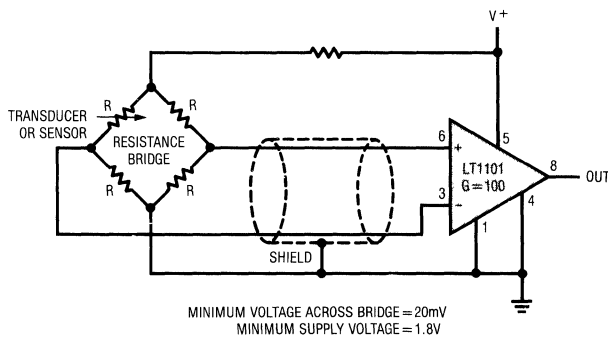 V+
R
R
TRANSDUCER
OR SENSOR
RESISTANCE
BRIDGE
R
R
6
+
5
LT1101
G=100
8
OUT
3
−
4
1
SHIELD
MINIMUM VOLTAGE ACROSS BRIDGE=20mV
MINIMUM SUPPLY VOLTAGE=1.8V